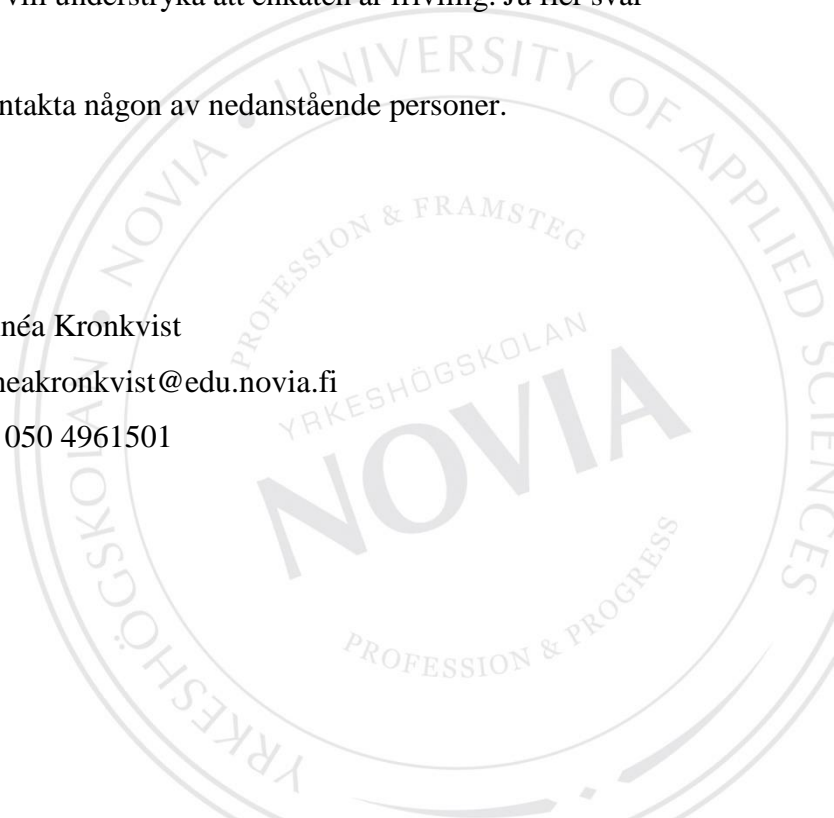 vill understryka att enkäten är frivillig. Ju fler svar
ntakta någon av nedanstående personer.
néa Kronkvist
neakronkvist@edu.novia.fi
050 4961501
YRKESHÖGSKOLAN • NOVIA • UNIVERSITY OF APPLIED SCIENCES
PROFESSION & FRAMSTEG
YRKESHÖGSKOLAN
NOVIA
PROFESSION & PROGRESS